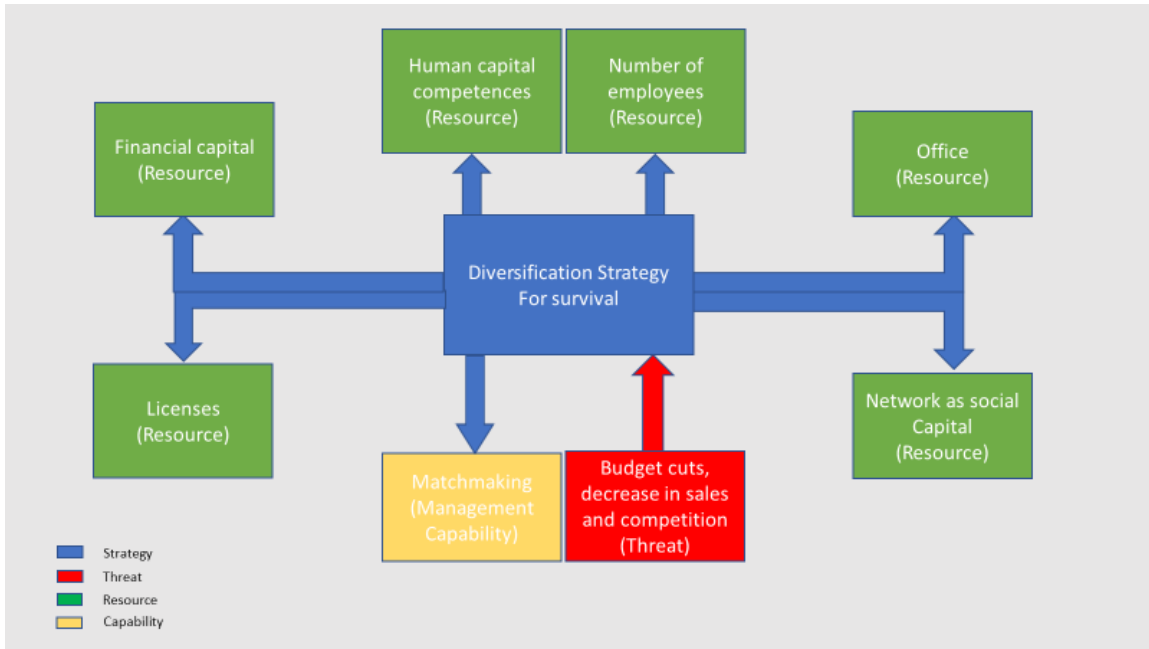 Human capital
competences
(Resource)
Number of
employees
(Resource)
Financial capital
(Resource)
Office
(Resource)
Diversification Strategy
For survival
Licenses
(Resource)
Network as social
Capital
(Resource)
Matchmaking
(Management
Capability)
Budget cuts,
decrease in sales
and competition
(Threat)
Strategy
Threat
Resource
Capability